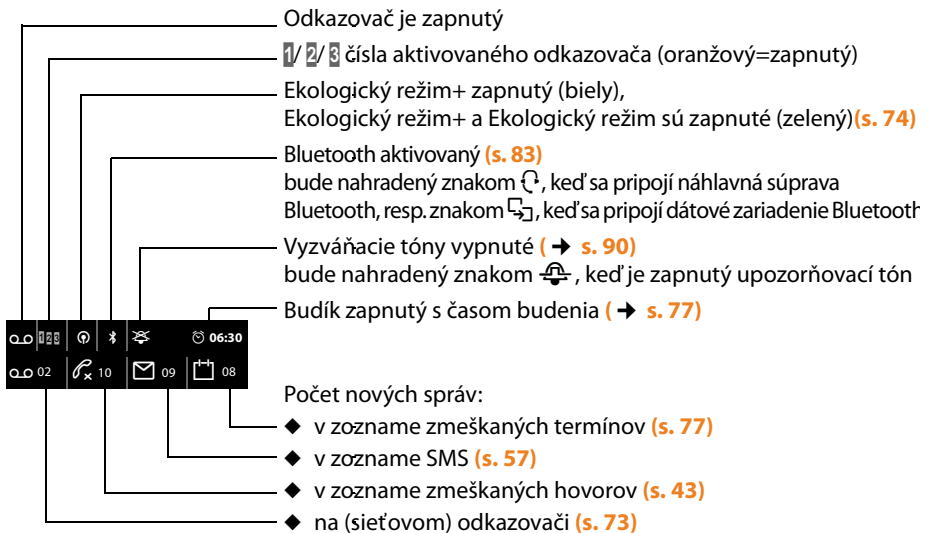 Odkazovač je zapnutý
1/ 2/ 3 čísla aktivovaného odkazovača (oranžový=zapnutý)
Ekologický režim+ zapnutý (biely),
Ekologický režim+ a Ekologický režim sú zapnuté (zelený)(s. 74)
Bluetooth aktivovaný (s. 83)
bude nahradený znakom , keď sa pripojí náhlavná súprava
Bluetooth, resp. znakom , keď sa pripojí dátové zariadenie Bluetooth
Vyzváňacie tóny vypnuté ( ➔ s. 90)
bude nahradený znakom , keď je zapnutý upozorňovací tón
Budík zapnutý s časom budenia ( ➔ s. 77)
1 2 3 06:30
02 10 09 08
Počet nových správ:
◆ v zozname zmeškaných termínov (s. 77)
◆ v zozname SMS (s. 57)
◆ v zozname zmeškaných hovorov (s. 43)
◆ na (sieťovom) odkazovači (s. 73)